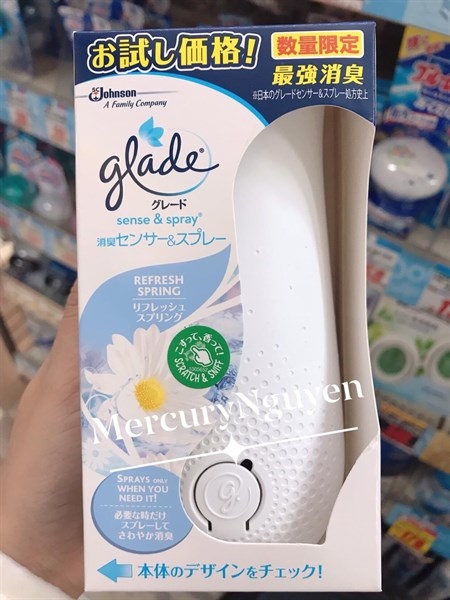 お試し価格!
数量限定
最強消臭
※日本のグレードセンサー&スプレー処方史上
SC Johnson
A Family Company
glade®
グレード
sense & spray®
消臭センサー&スプレー
REFRESH
SPRING
リフレッシュ
スプリング
こすって、香って!
SCRATCH & SNIFF
MercuryNguyen
SPRAYS ONLY
WHEN YOU
NEED IT!
必要な時だけ
スプレーして
さわやか消臭
g.
本体のデザインをチェック!